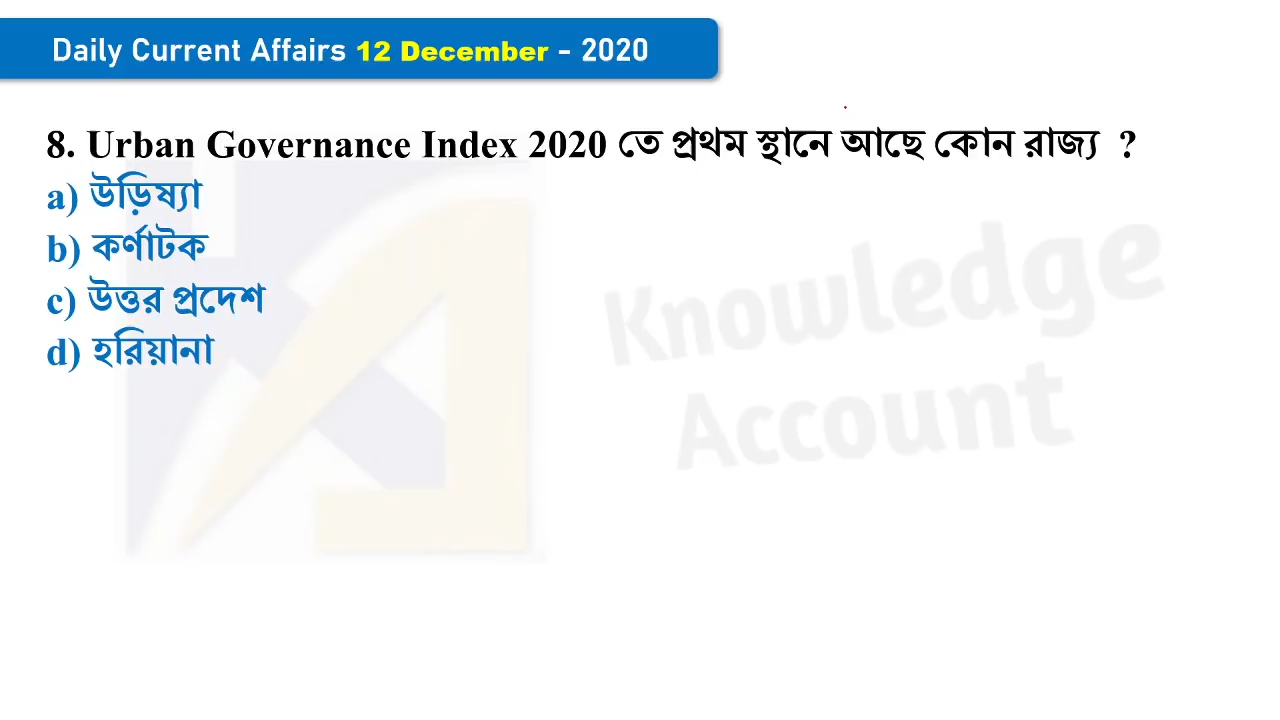 Daily Current Affairs 12 December - 2020
8. Urban Governance Index 2020 তে প্রথম স্থানে আছে কোন রাজ্য ?
a) উড়িষ্যা
b) কর্ণাটক
c) উত্তর প্রদেশ
d) হরিয়ানা
Knowledge
Account